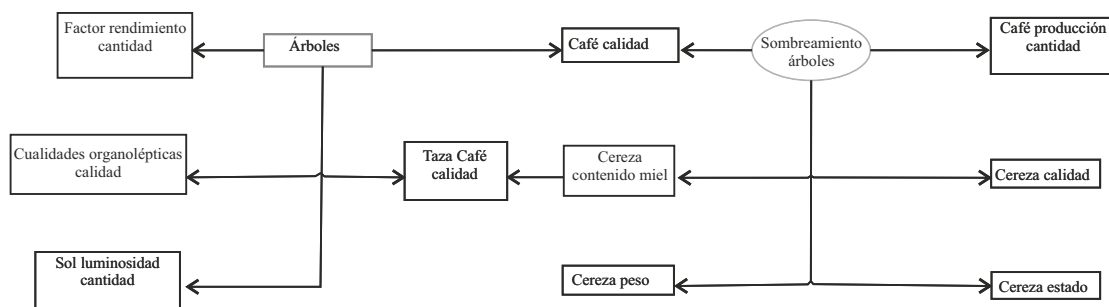 Factor rendimiento
cantidad
Árboles
Café calidad
Sombreamiento
árboles
Café producción
cantidad
Cualidades organolépticas
calidad
Taza Café
calidad
Cereza
contenido miel
Cereza calidad
Sol luminosidad
cantidad
Cereza peso
Cereza estado